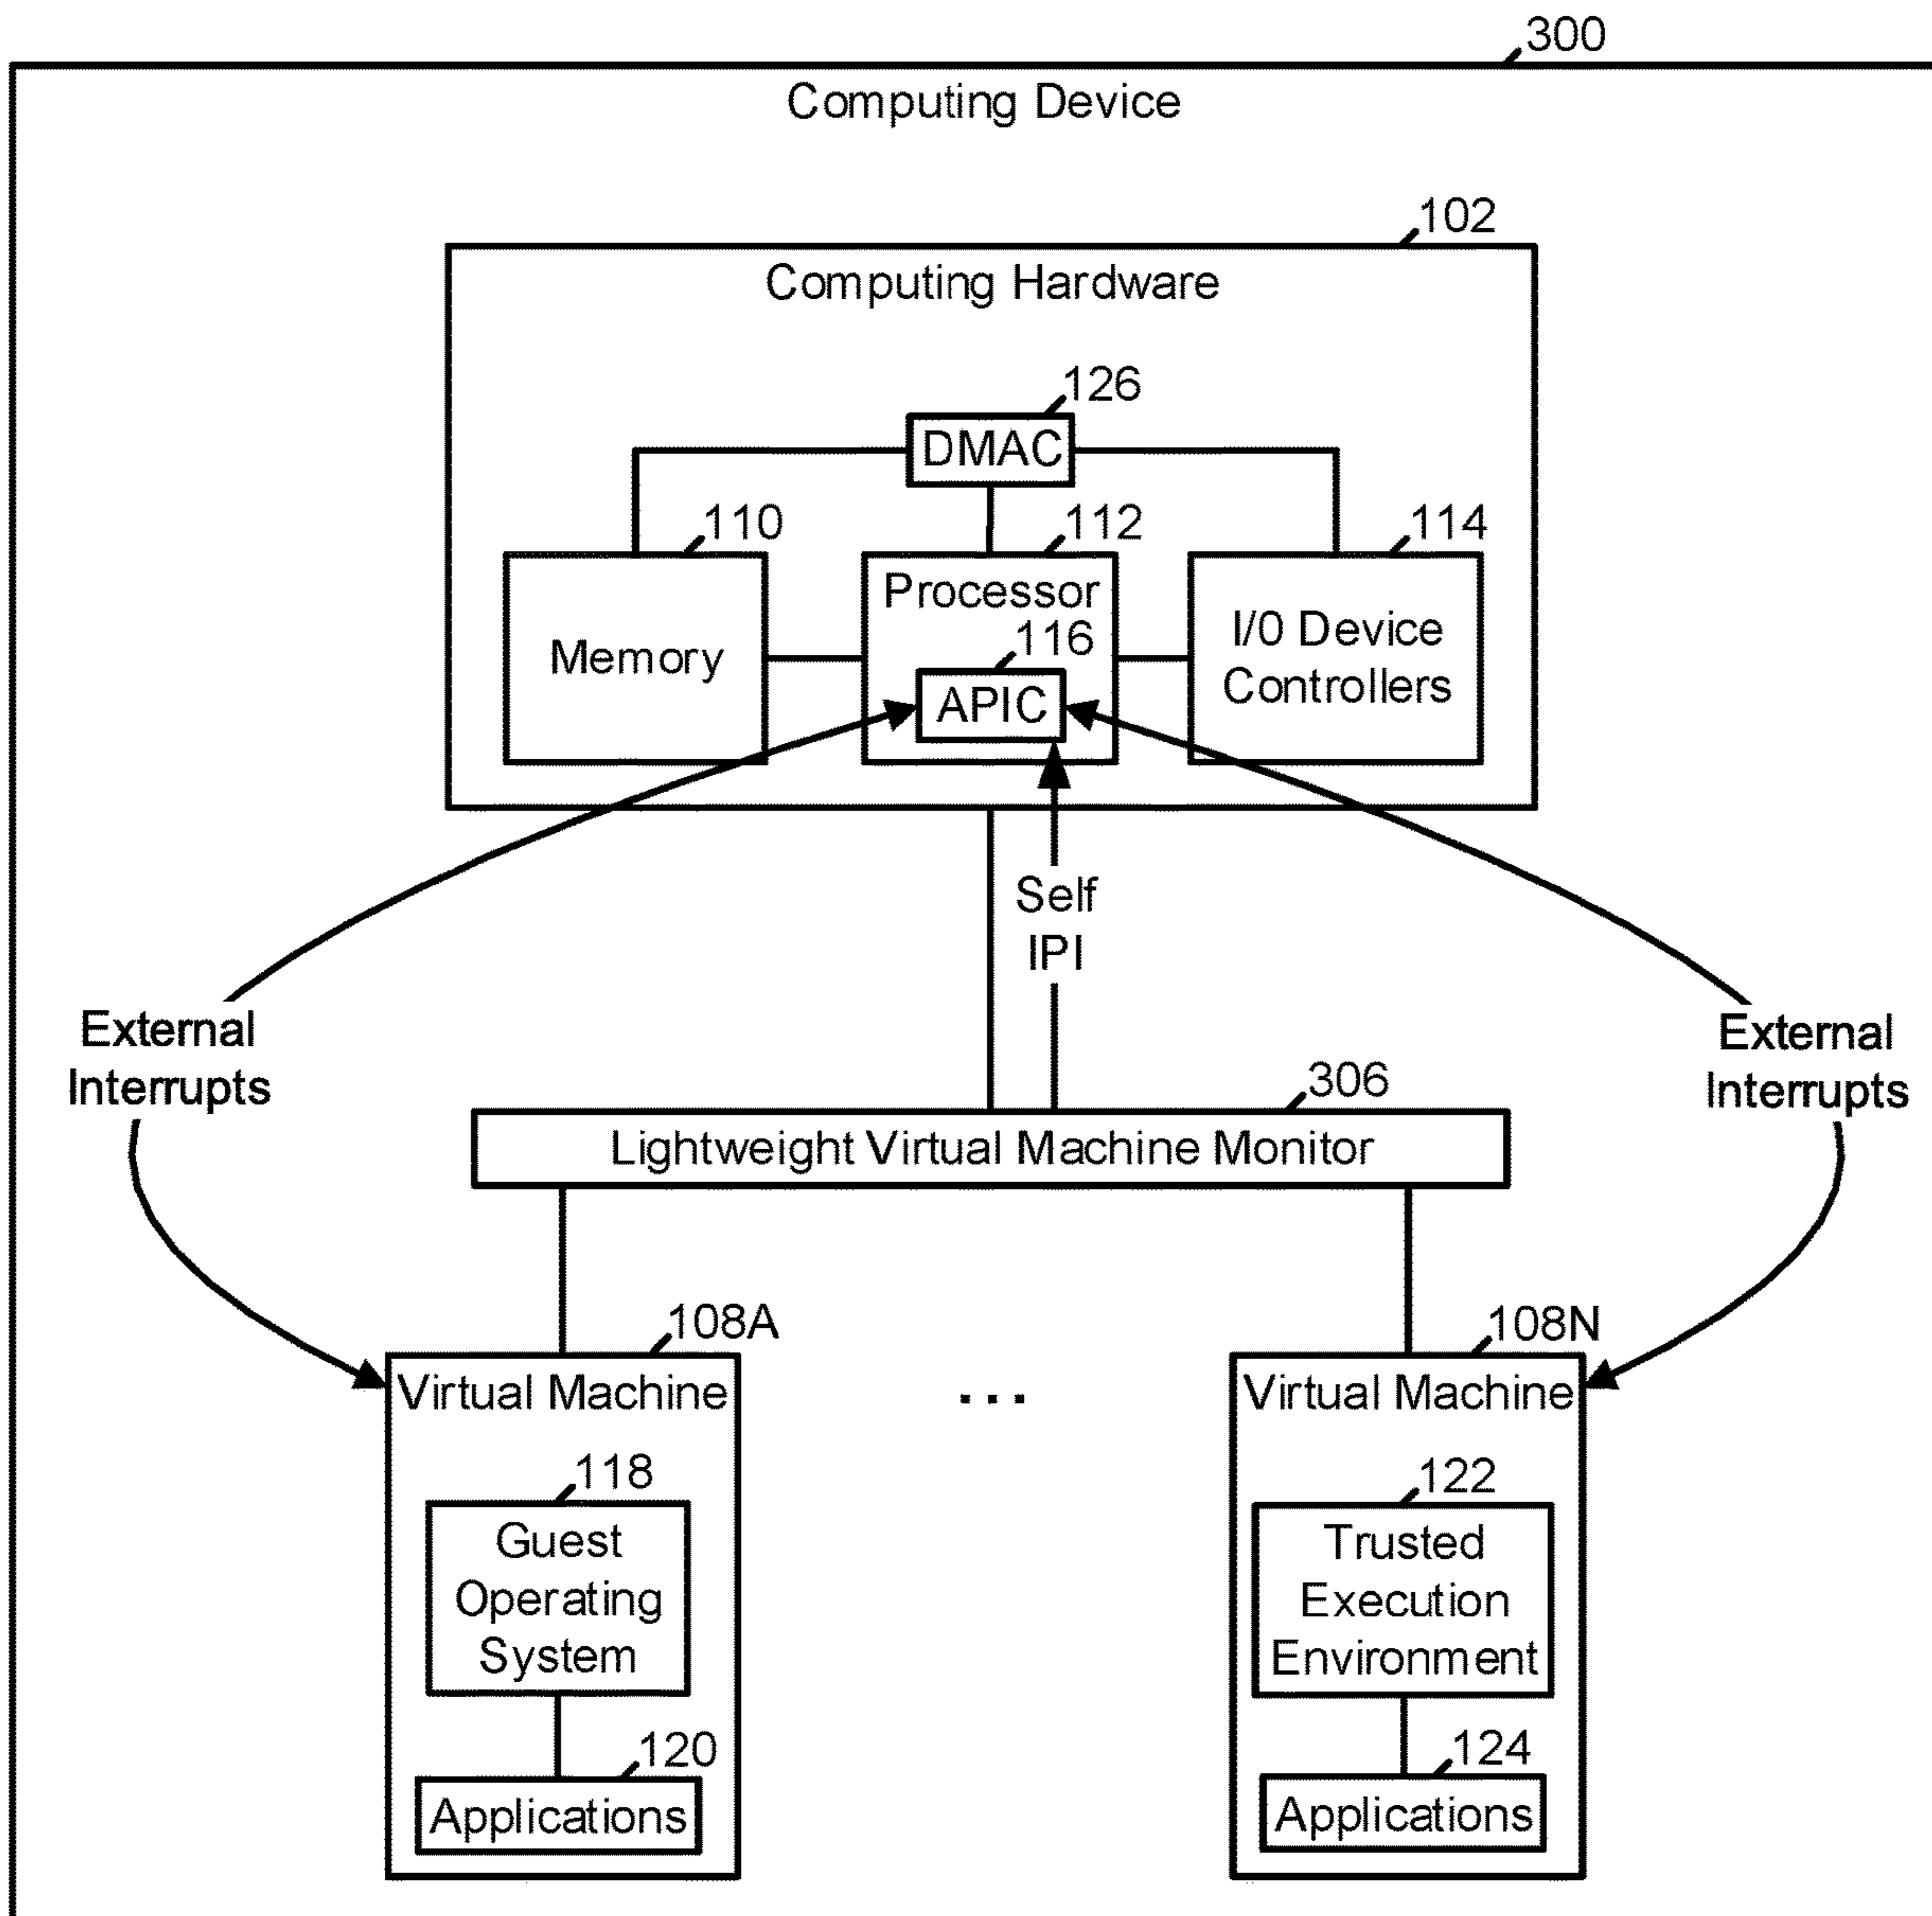 300
Computing Device
102
Computing Hardware
126
DMAC
110
112
114
Memory
Processor
116
APIC
I/0 Device
Controllers
Self
IPI
External
Interrupts
External
Interrupts
306
Lightweight Virtual Machine Monitor
108A
Virtual Machine
...
108N
Virtual Machine
118
Guest
Operating
System
120
Applications
122
Trusted
Execution
Environment
124
Applications